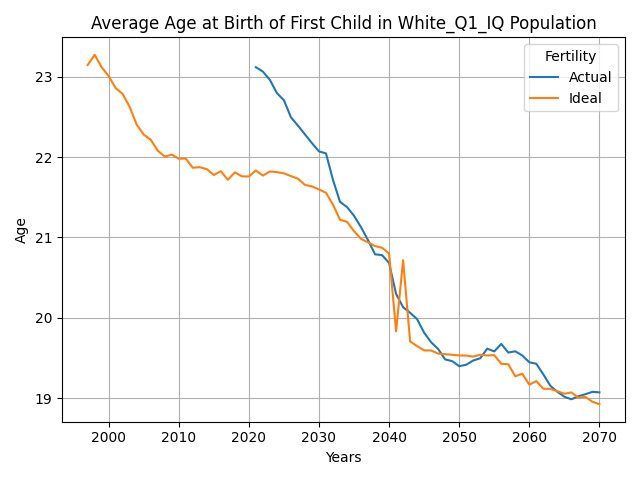 Average Age at Birth of First Child in White_Q1_IQ Population
Fertility
Actual
Ideal
23
22
21
20
19
Age
2000 2010 2020 2030 2040 2050 2060 2070
Years